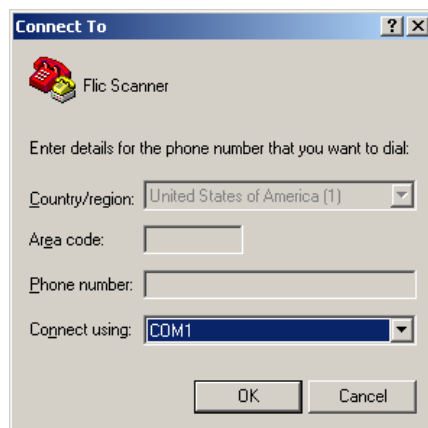 Connect To
Flic Scanner
Enter details for the phone number that you want to dial:
Country/region: United States of America (1)
Area code:
Phone number:
Connect using: COM1
OK Cancel